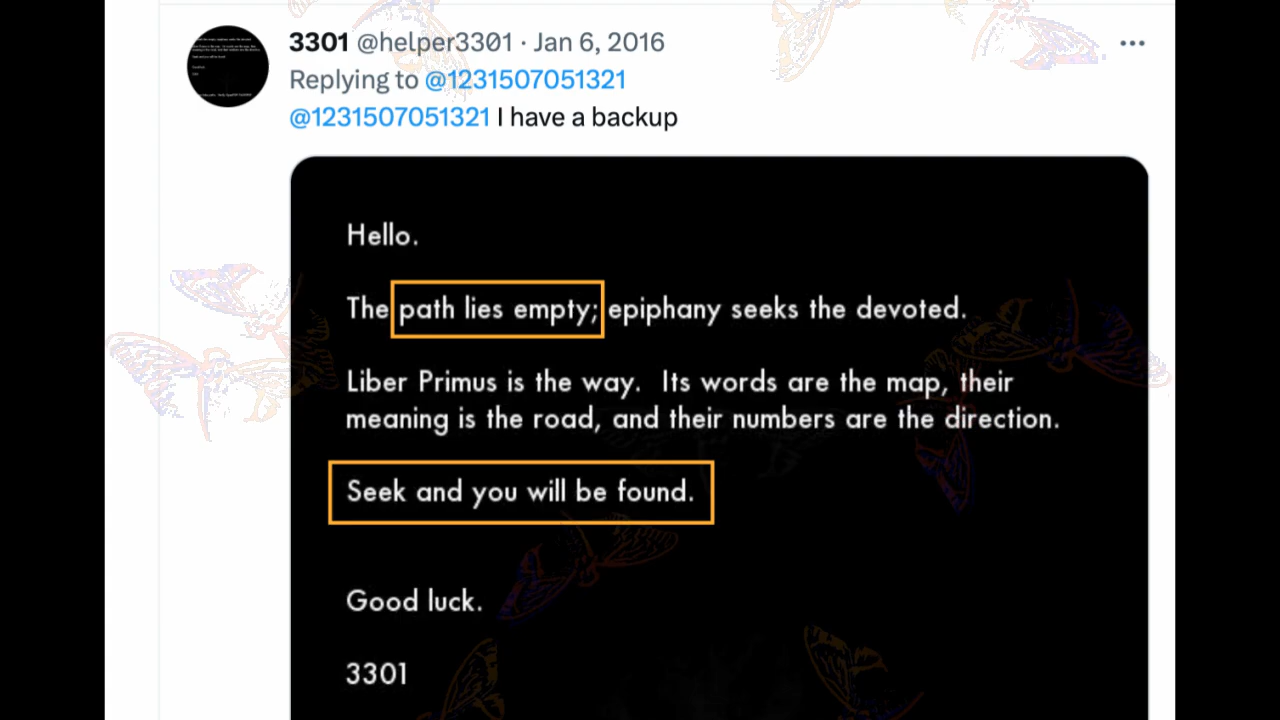 3301 @helper3301 · Jan 6, 2016
Replying to @1231507051321
@1231507051321 I have a backup
Hello.
The path lies empty; epiphany seeks the devoted.
Liber Primus is the way. Its words are the map, their
meaning is the road, and their numbers are the direction.
Seek and you will be found.
Good luck.
3301